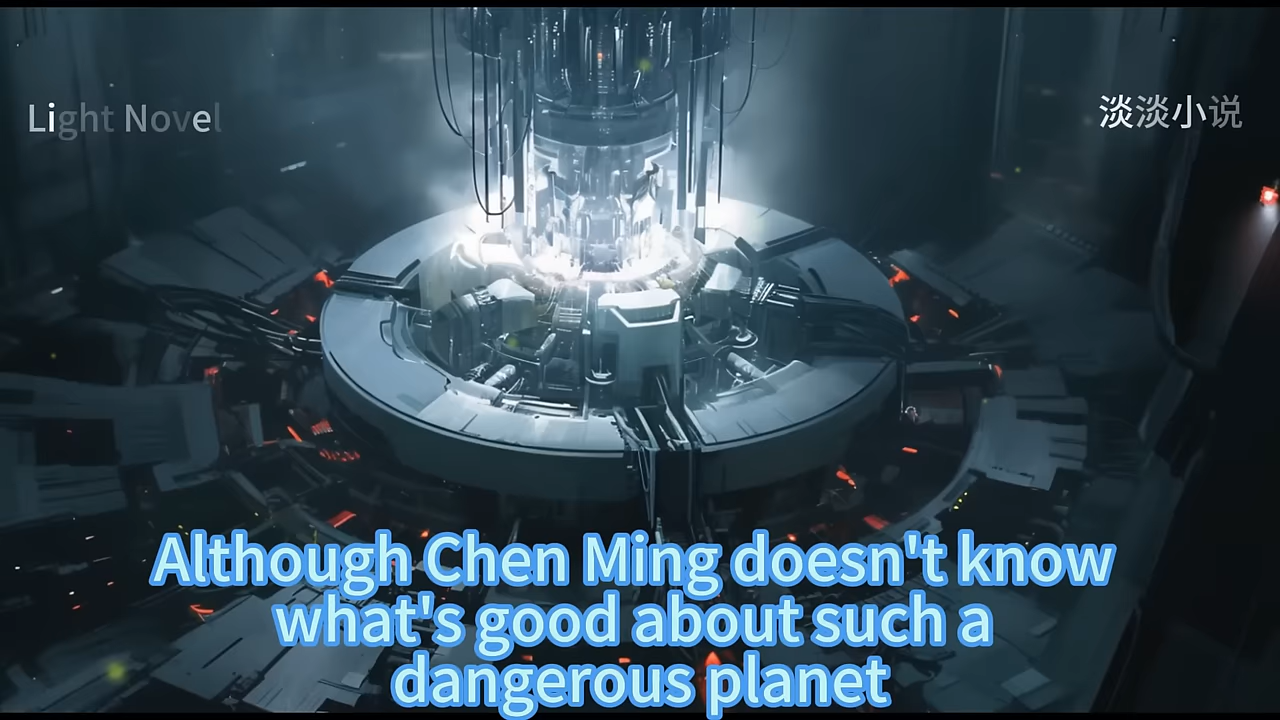 Light Novel
淡淡小说
Although Chen Ming doesn't know
what's good about such a
dangerous planet